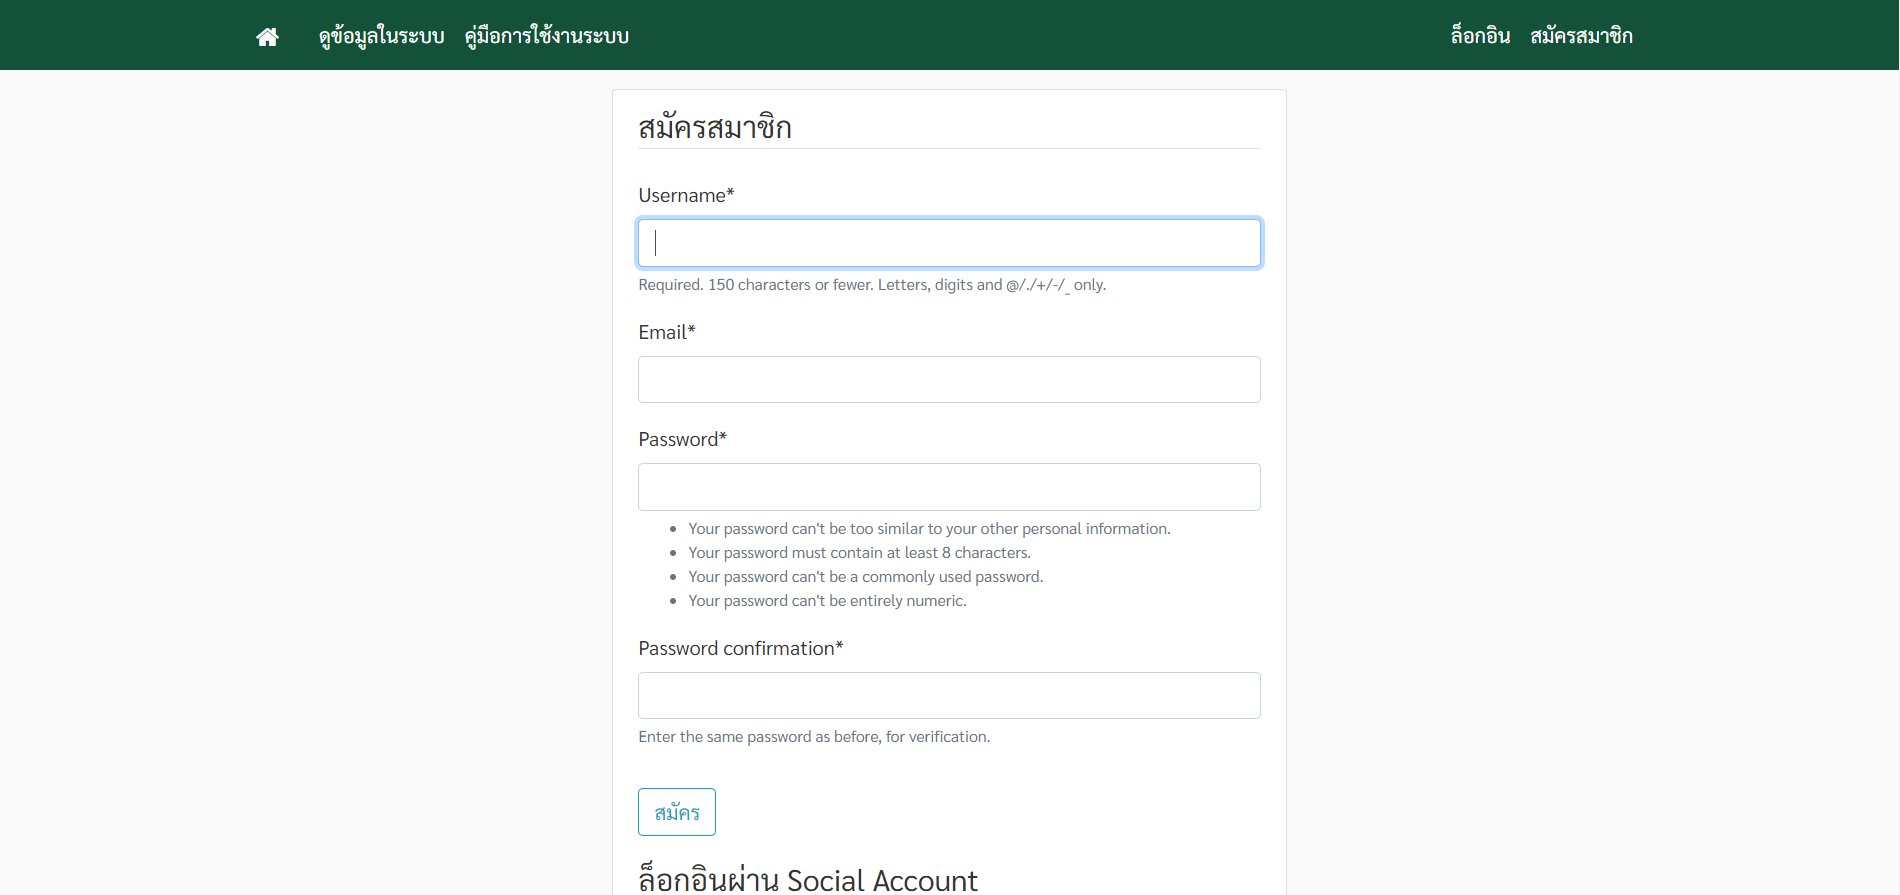 ดูข้อมูลในระบบ คู่มือการใช้งานระบบ ล็อกอิน สมัครสมาชิก
สมัครสมาชิก
Username*
Required. 150 characters or fewer. Letters, digits and @/./+/-/_ only.
Email*
Password*
Your password can't be too similar to your other personal information.
Your password must contain at least 8 characters.
Your password can't be a commonly used password.
Your password can't be entirely numeric.
Password confirmation*
Enter the same password as before, for verification.
สมัคร
ล็อกอินผ่าน Social Account